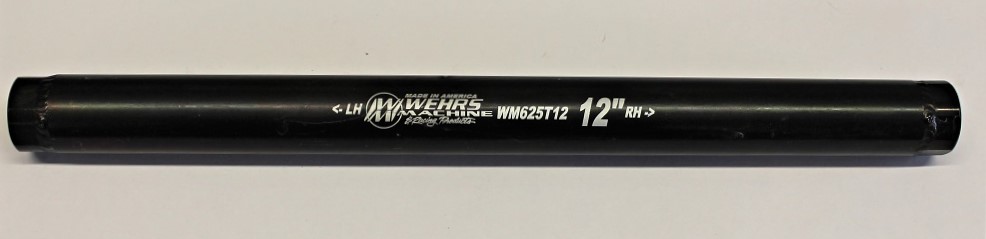 <- LH
MADE IN AMERICA
WEHRS
MACHINE
& Racing Products
WM625T12
12"
RH ->